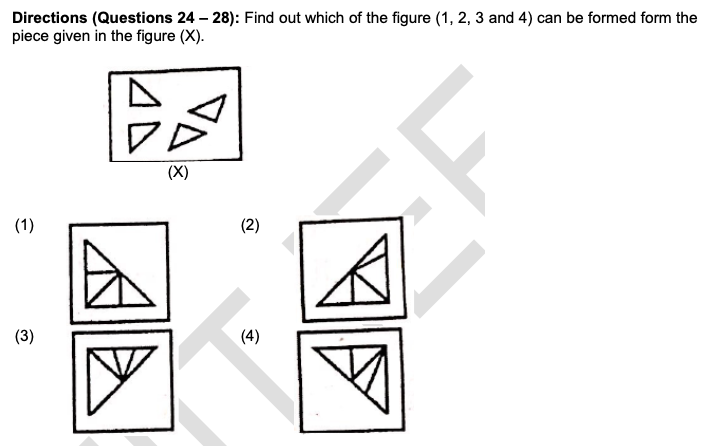 Directions (Questions 24 – 28): Find out which of the figure (1, 2, 3 and 4) can be formed form the
piece given in the figure (X).
(X)
(1)
(2)
(3)
(4)